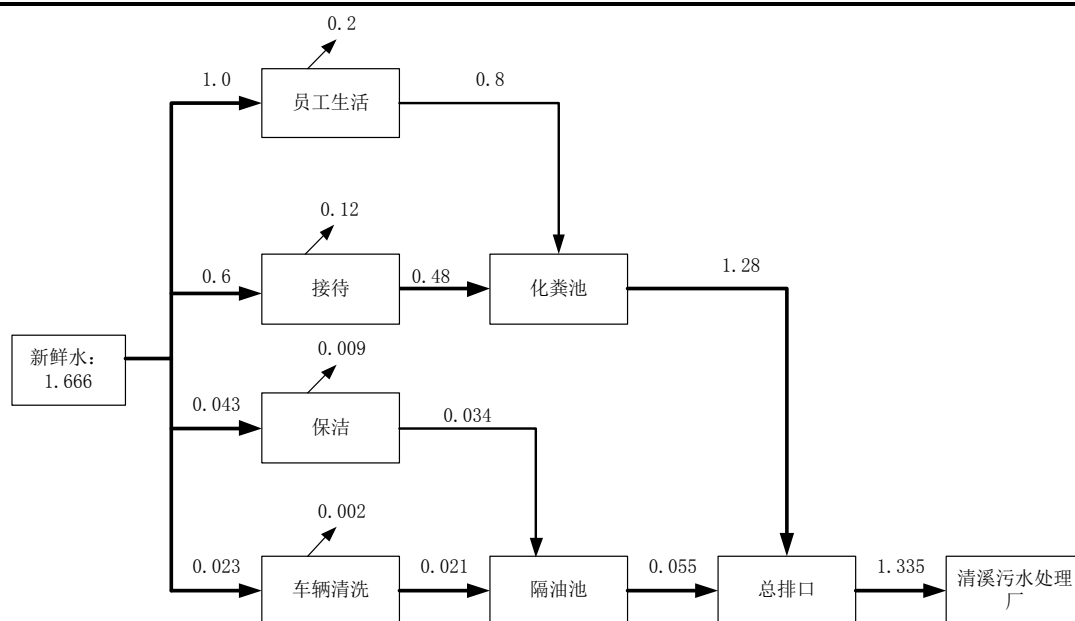 0.2
1.0
员工生活
0.8
0.12
0.6
接待
0.48
化粪池
1.28
新鲜水：
1.666
0.009
0.043
保洁
0.034
0.002
0.023
车辆清洗
0.021
隔油池
0.055
总排口
1.335
清溪污水处理
厂